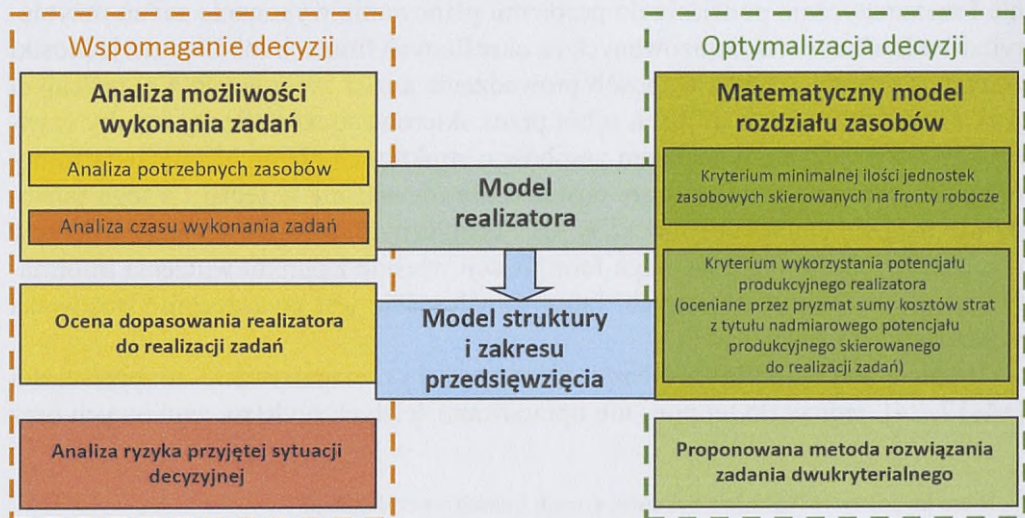 Wspomaganie decyzji
Analiza możliwości
wykonania zadań
Analiza potrzebnych zasobów
Analiza czasu wykonania zadań
Ocena dopasowania realizatora
do realizacji zadań
Analiza ryzyka przyjętej sytuacji
decyzyjnej
Model
realizatora
Model struktury
i zakresu
przedsięwzięcia
Optymalizacja decyzji
Matematyczny model
rozdziału zasobów
Kryterium minimalnej ilości jednostek
zasobowych skierowanych na fronty robocze
Kryterium wykorzystania potencjału
produkcyjnego realizatora
(oceniane przez pryzmat sumy kosztów strat
z tytułu nadmiarowego potencjału
produkcyjnego skierowanego
do realizacji zadań)
Proponowana metoda rozwiązania
zadania dwukryterialnego